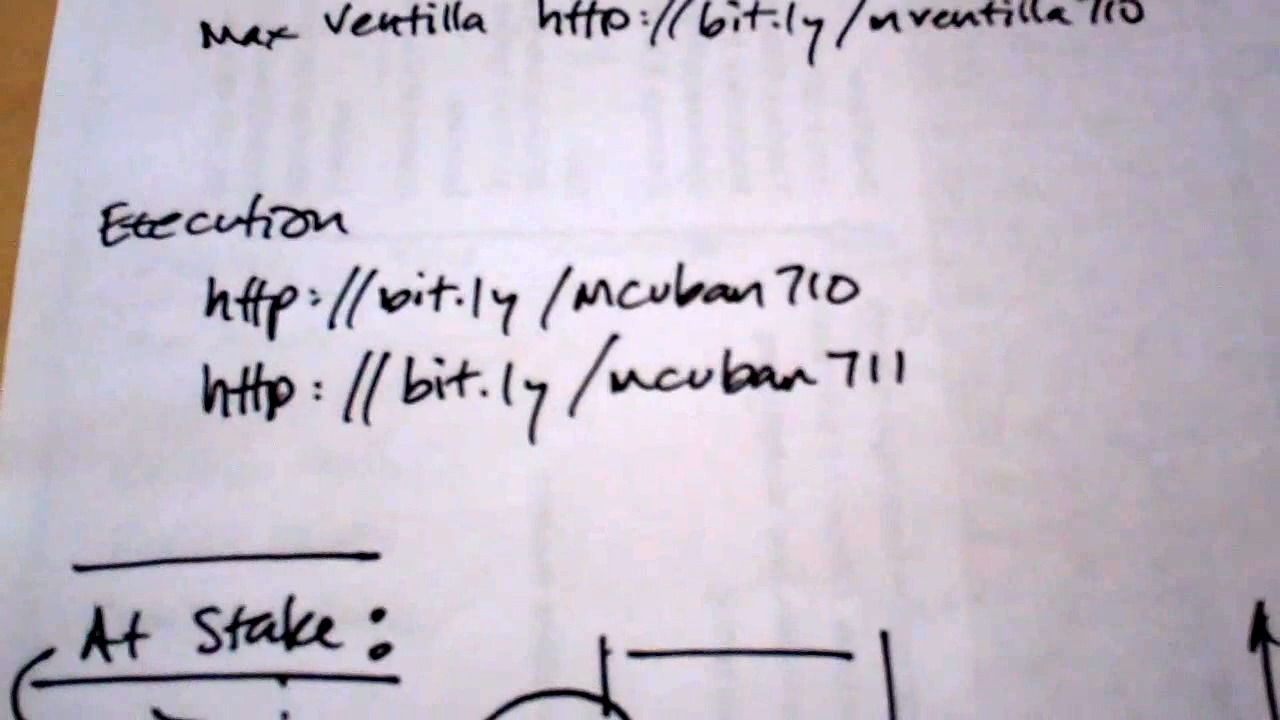 Max Ventilla http://bit.ly/mventilla710
Execution
http://bit.ly/mcuban710
http://bit.ly/mcuban711
At Stake: